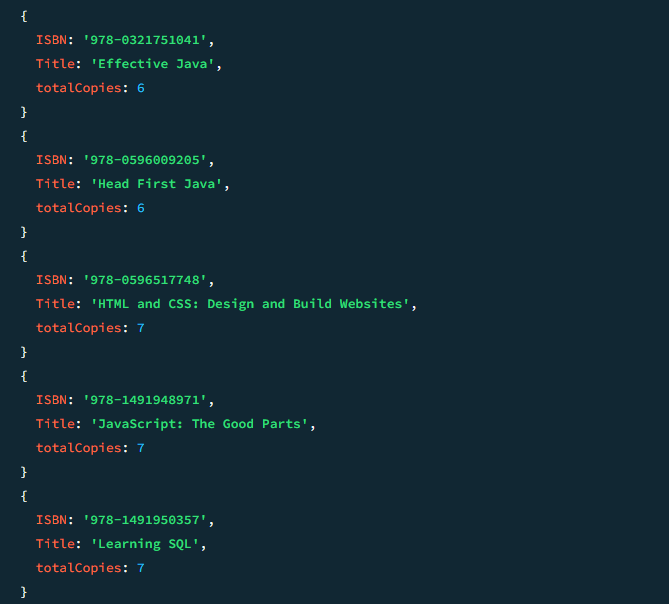 {
ISBN: '978-0321751041',
Title: 'Effective Java',
totalCopies: 6
}
{
ISBN: '978-0596009205',
Title: 'Head First Java',
totalCopies: 6
}
{
ISBN: '978-0596517748',
Title: 'HTML and CSS: Design and Build Websites',
totalCopies: 7
}
{
ISBN: '978-1491948971',
Title: 'JavaScript: The Good Parts',
totalCopies: 7
}
{
ISBN: '978-1491950357',
Title: 'Learning SQL',
totalCopies: 7
}